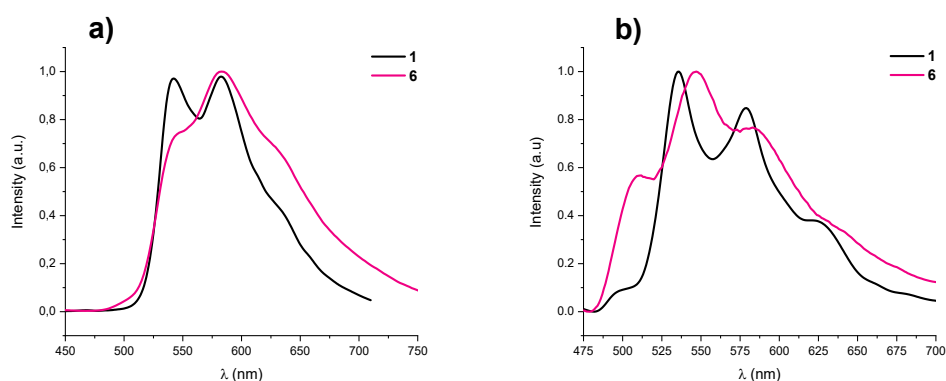 a)
1
6
Intensity (a.u.)
1,0
0,8
0,6
0,4
0,2
0.0
450 500 550 600 650 700 750
λ (nm)
b)
1
6
Intensity (a.u)
1,0
0,8
0,6
0,4
0,2
0.0
475 500 525 550 575 600 625 650 675 700
λ (nm)